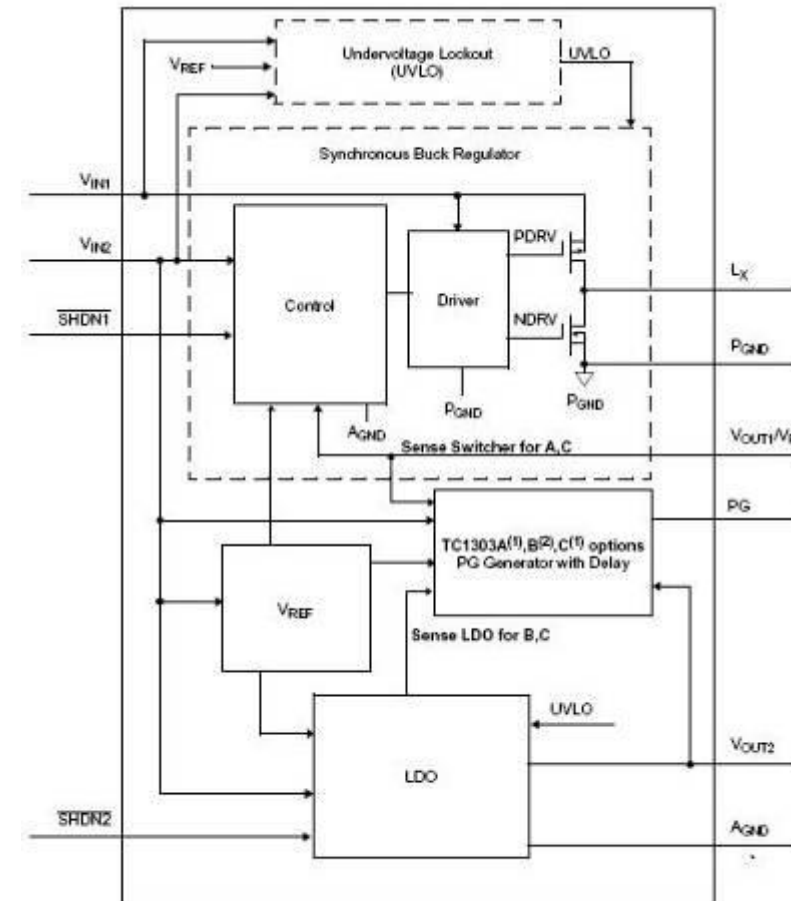 Undervoltage Lockout
(UVLO)
UVLO
VREF
Synchronous Buck Regulator
VIN1
VIN2
SHDN1
Control
Driver
PDRV
NDRV
LX
PGND
PGND
PGND
AGND
Sense Switcher for A,C
VOUT1/V
PG
TC1303A(1),B(2),C(1) options
PG Generator with Delay
VREF
Sense LDO for B,C
UVLO
LDO
VOUT2
SHDN2
AGND